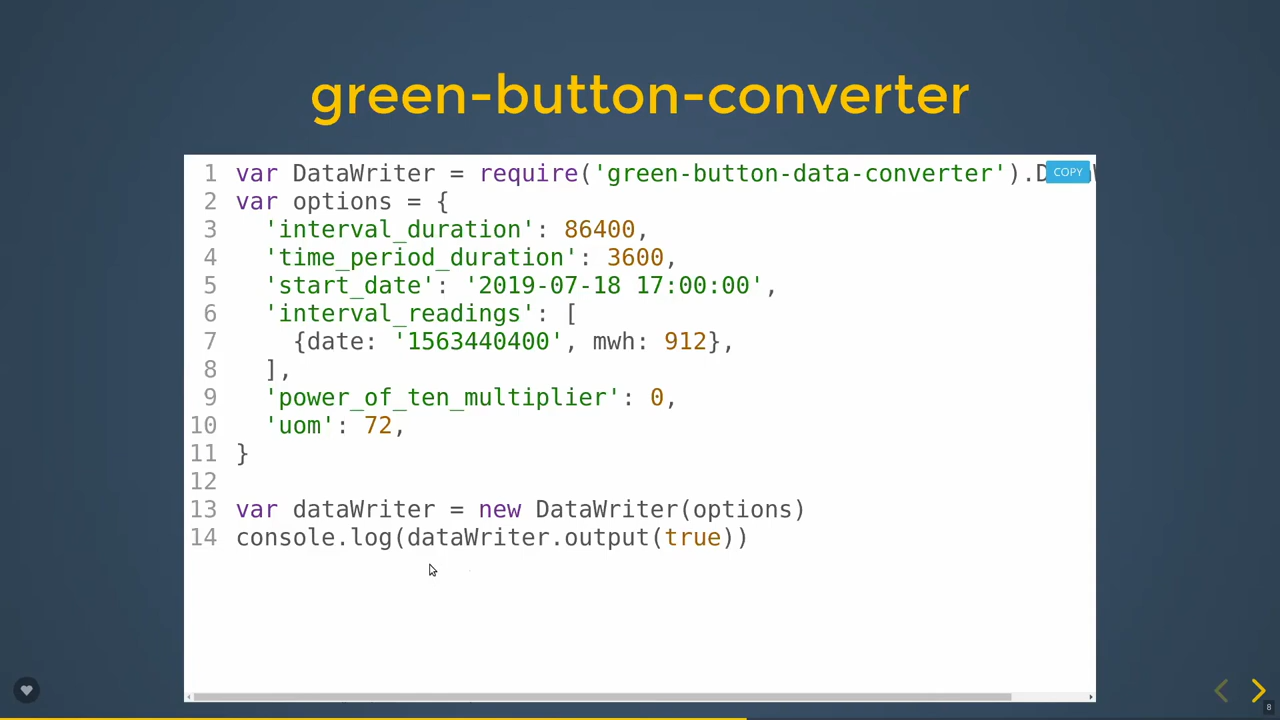 green-button-converter
COPY
1 var DataWriter = require('green-button-data-converter').D
2 var options = {
3 'interval_duration': 86400,
4 'time_period_duration': 3600,
5 'start_date': '2019-07-18 17:00:00',
6 'interval_readings': [
7 {date: '1563440400', mwh: 912},
8 ],
9 'power_of_ten_multiplier': 0,
10 'uom': 72,
11 }
12
13 var dataWriter = new DataWriter(options)
14 console.log(dataWriter.output(true))
8